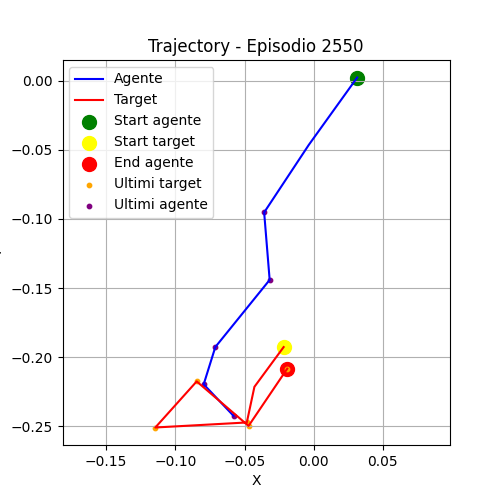 Trajectory - Episodio 2550
Agente
Target
Start agente
Start target
End agente
Ultimi target
Ultimi agente
0.00
−0.05
−0.10
−0.15
−0.20
−0.25
−0.15
−0.10
−0.05
0.00
0.05
X